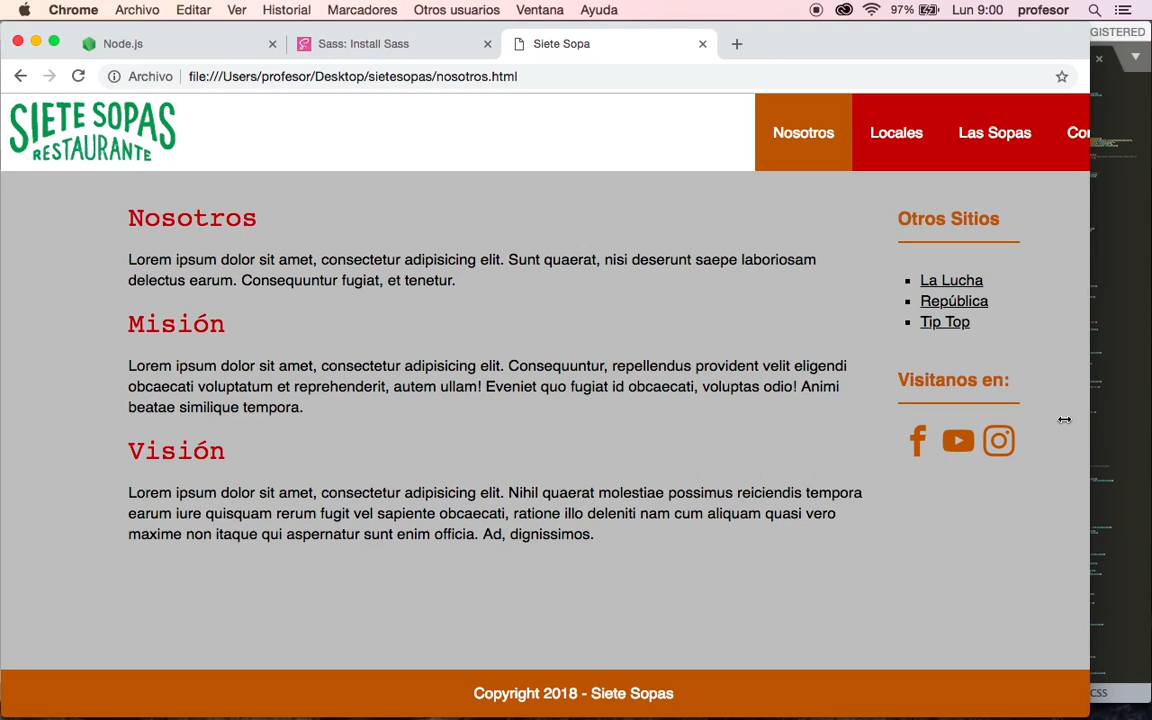 Chrome Archivo Editar Ver Historial Marcadores Otros usuarios Ventana Ayuda 97% Lun 9:00 profesor
Node.js Sass: Install Sass Siete Sopa
GISTERED
Archivo file:///Users/profesor/Desktop/sietesopas/nosotros.html
SIETE SOPAS
RESTAURANTE
Nosotros Locales Las Sopas Con
Nosotros
Lorem ipsum dolor sit amet, consectetur adipisicing elit. Sunt quaerat, nisi deserunt saepe laboriosam
delectus earum. Consequuntur fugiat, et tenetur.
Misión
Lorem ipsum dolor sit amet, consectetur adipisicing elit. Consequuntur, repellendus provident velit eligendi
obcaecati voluptatum et reprehenderit, autem ullam! Eveniet quo fugiat id obcaecati, voluptas odio! Animi
beatae similique tempora.
Visión
Lorem ipsum dolor sit amet, consectetur adipisicing elit. Nihil quaerat molestiae possimus reiciendis tempora
earum iure quisquam rerum fugit vel sapiente obcaecati, ratione illo deleniti nam cum aliquam quasi vero
maxime non itaque qui aspernatur sunt enim officia. Ad, dignissimos.
Otros Sitios
La Lucha
República
Tip Top
Visitanos en:
CSS
Copyright 2018 - Siete Sopas